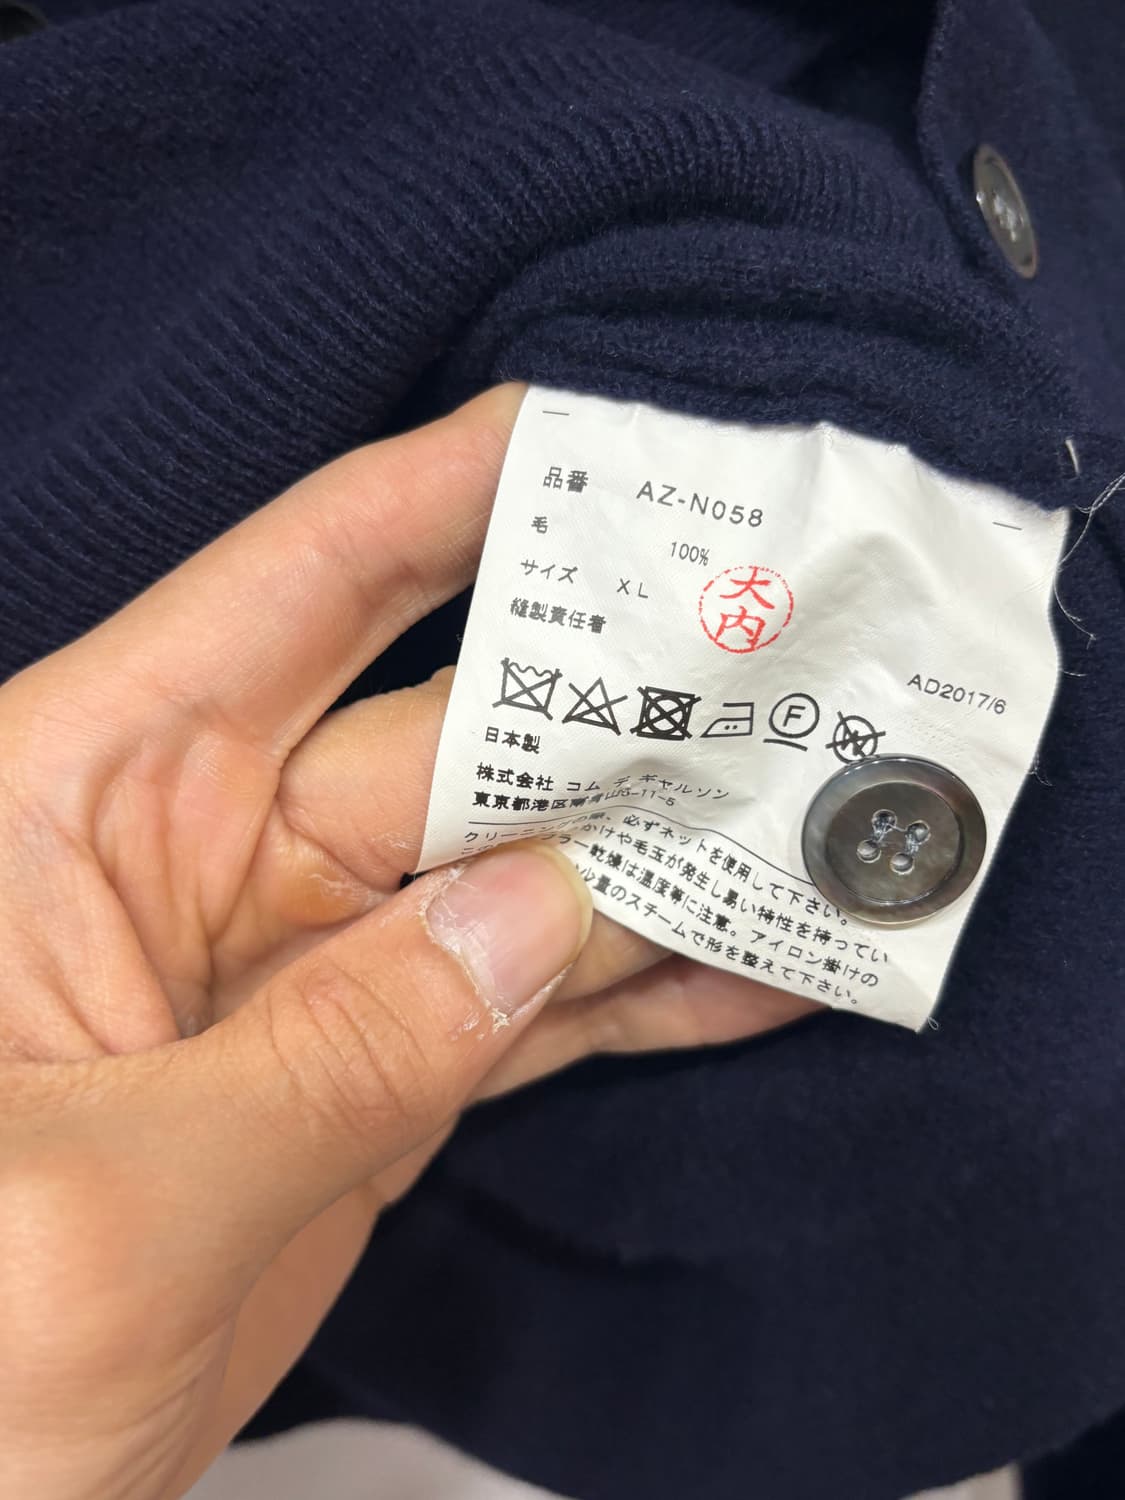 品番 AZ-N058
毛 100%
サイズ XL
縫製責任者 大内
AD2017/6
F
W
日本製
株式会社 コム デ ギャルソン
東京都港区南青山5-11-5
クリーニングの際、必ずネットを使用して下さい。
かけや毛玉が発生し易い特性を持ってい
ラー乾燥は温度等に注意。アイロン掛けの
ル量のスチームで形を整えて下さい。